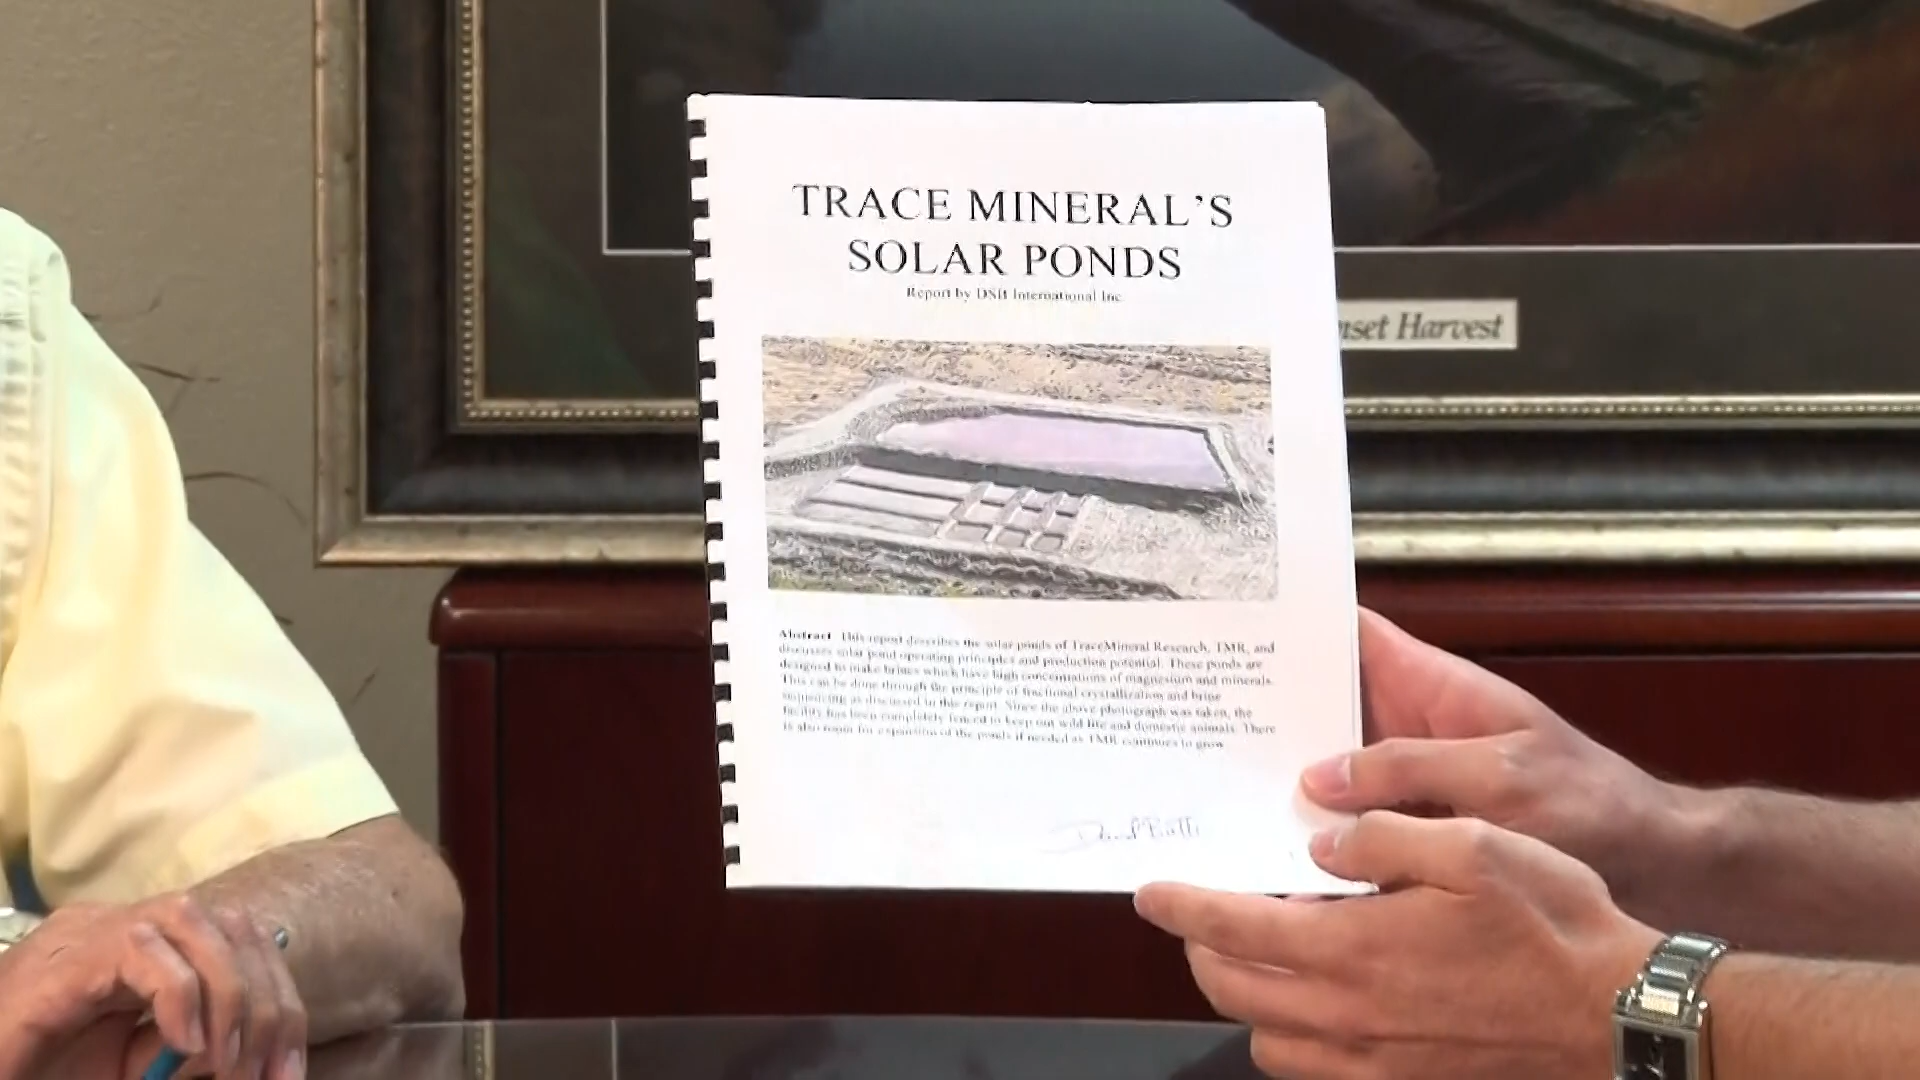 TRACE MINERAL'S
SOLAR PONDS
Report by DSB International Inc
nset Harvest
Abstract This report describes the solar ponds of TraceMineral Research, TMR, and
discusses solar pond operating principles and production potential. These ponds are
designed to make brines which have high concentrations of magnesium and minerals.
This can be done through the principle of fractional crystallization and brine
sequencing as discussed in this report. Since the above photograph was taken, the
facility has been completely fenced to keep out wild life and domestic animals. There
is also room for expansion of the ponds if needed as TMR continues to grow
David